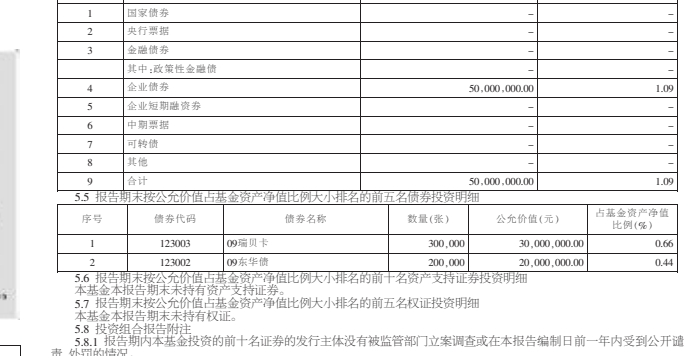 1 国家债券 – –
2 央行票据 – –
3 金融债券 – –
其中:政策性金融债 – –
4 企业债券 50,000,000.00 1.09
5 企业短期融资券 – –
6 中期票据 – –
7 可转债 – –
8 其他 – –
9 合计 50,000,000.00 1.09
5.5 报告期末按公允价值占基金资产净值比例大小排名的前五名债券投资明细
序号 债券代码 债券名称 数量(张) 公允价值(元) 占基金资产净值比例(%)
1 123003 09瑞贝卡 300,000 30,000,000.00 0.66
2 123002 09东华债 200,000 20,000,000.00 0.44
5.6 报告期末按公允价值占基金资产净值比例大小排名的前十名资产支持证券投资明细
本基金本报告期末未持有资产支持证券。
5.7 报告期末按公允价值占基金资产净值比例大小排名的前五名权证投资明细
本基金本报告期末未持有权证。
5.8 投资组合报告附注
5.8.1 报告期内本基金投资的前十名证券的发行主体没有被监管部门立案调查或在本报告编制日前一年内受到公开谴
责、处罚的情况。